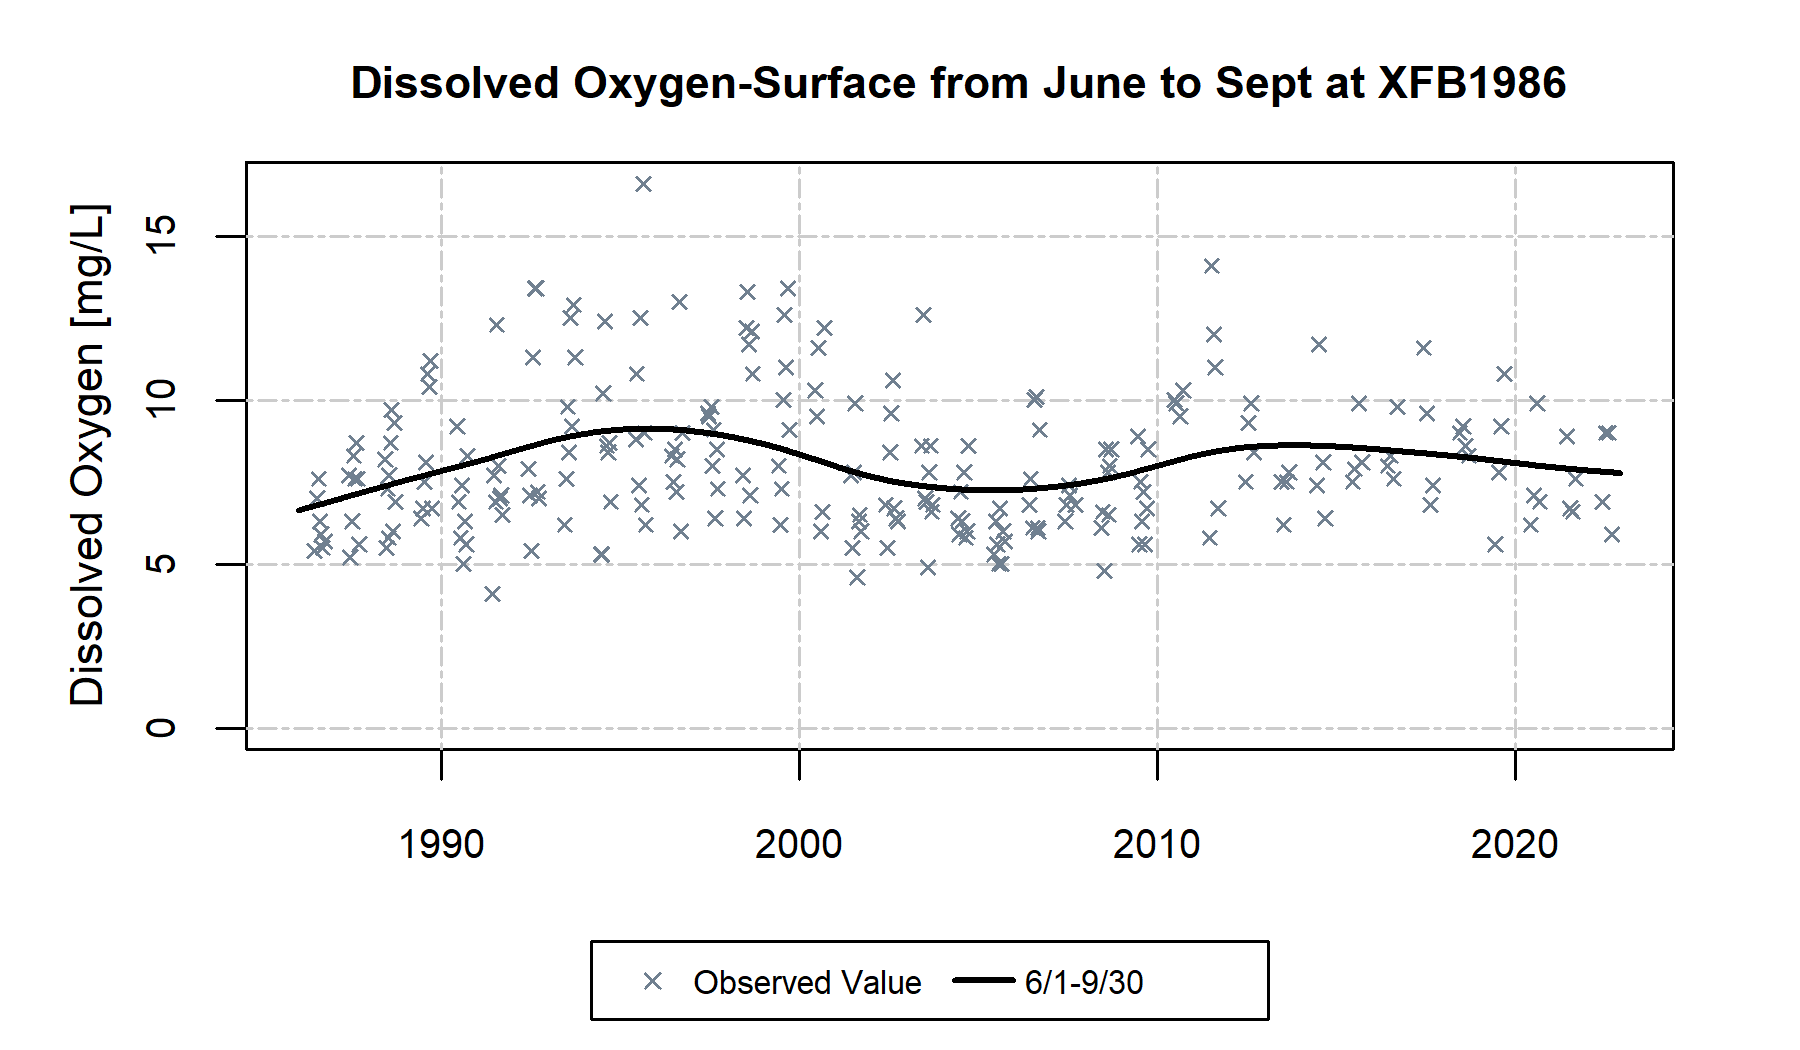 Dissolved Oxygen-Surface from June to Sept at XFB1986
Dissolved Oxygen [mg/L]
15
10
5
0
1990 2000 2010 2020
Observed Value 6/1-9/30